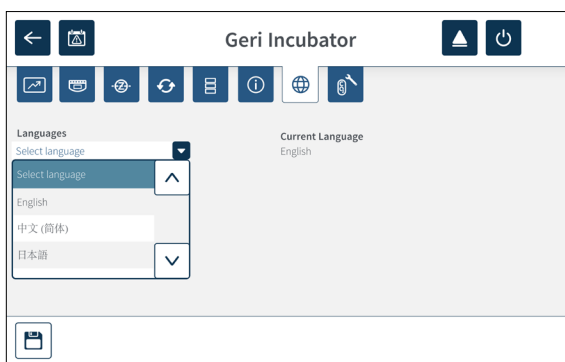 Geri Incubator
Languages
Select language
Select language
English
中文 (简体)
日本語
Current Language
English